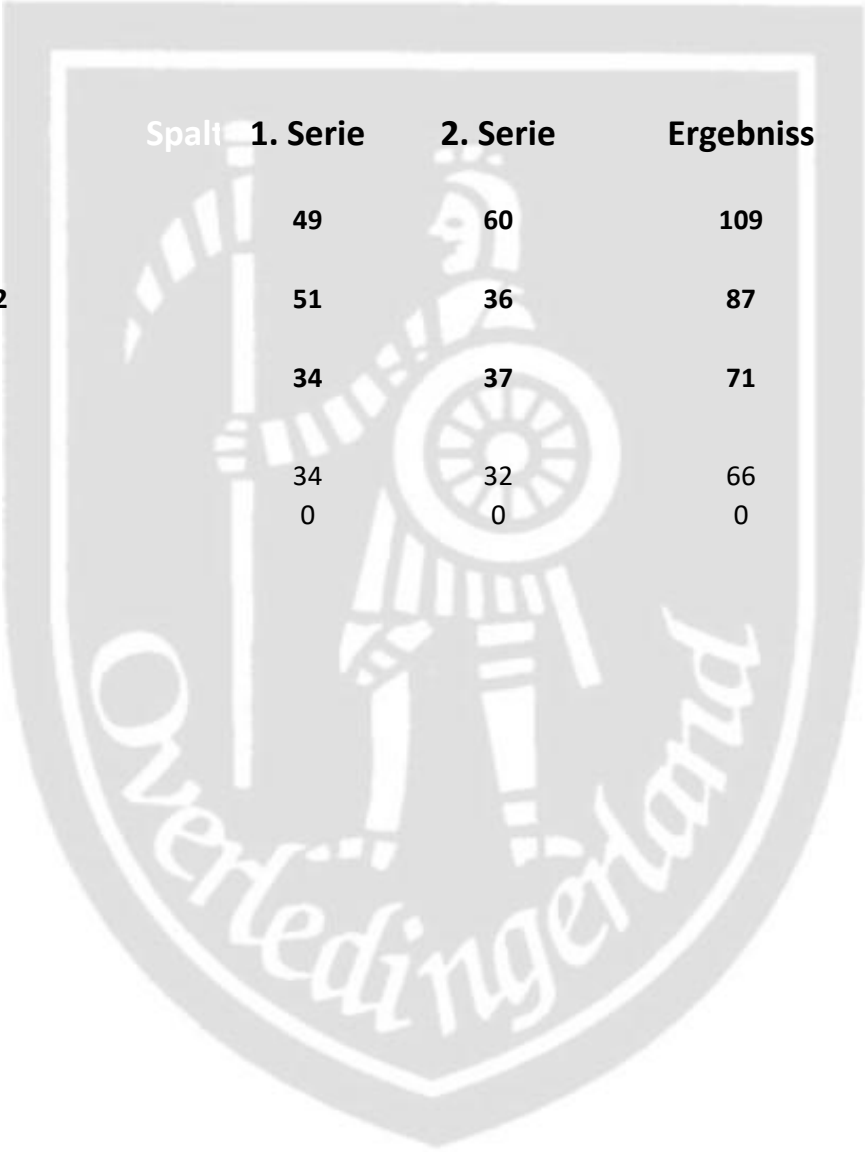 Spalt 1. Serie 2. Serie Ergebniss
49 60 109
2 51 36 87
34 37 71
34 32 66
0 0 0
Overledingerland